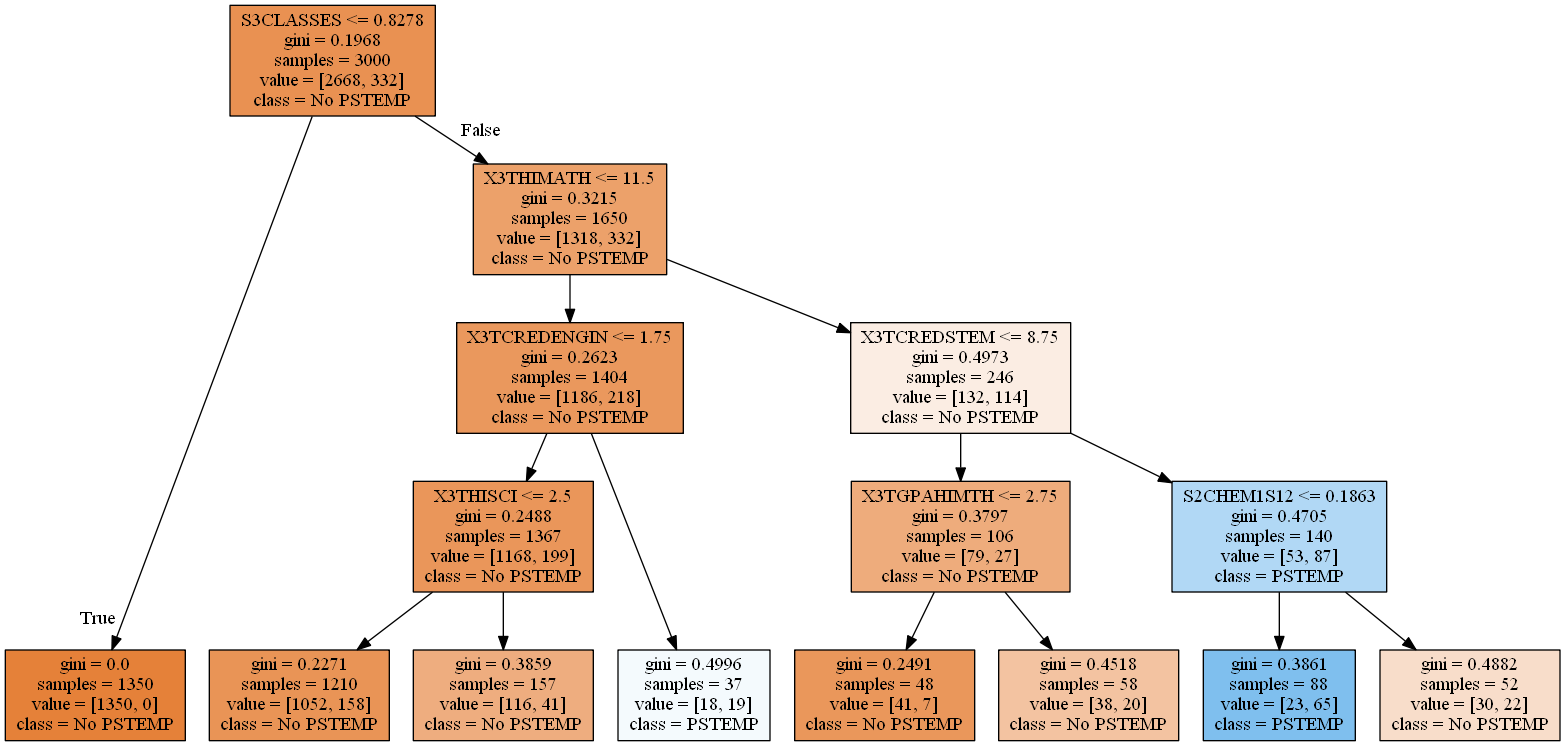 S3CLASSES <= 0.8278
gini = 0.1968
samples = 3000
value = [2668, 332]
class = No PSTEMP
False
X3THIMATH <= 11.5
gini = 0.3215
samples = 1650
value = [1318, 332]
class = No PSTEMP
X3TCREDENGIN <= 1.75
gini = 0.2623
samples = 1404
value = [1186, 218]
class = No PSTEMP
X3TCREDSTEM <= 8.75
gini = 0.4973
samples = 246
value = [132, 114]
class = No PSTEMP
X3THISCI <= 2.5
gini = 0.2488
samples = 1367
value = [1168, 199]
class = No PSTEMP
X3TGPAHIMTH <= 2.75
gini = 0.3797
samples = 106
value = [79, 27]
class = No PSTEMP
S2CHEM1S12 <= 0.1863
gini = 0.4705
samples = 140
value = [53, 87]
class = PSTEMP
True
gini = 0.0
samples = 1350
value = [1350, 0]
class = No PSTEMP
gini = 0.2271
samples = 1210
value = [1052, 158]
class = No PSTEMP
gini = 0.3859
samples = 157
value = [116, 41]
class = No PSTEMP
gini = 0.4996
samples = 37
value = [18, 19]
class = PSTEMP
gini = 0.2491
samples = 48
value = [41, 7]
class = No PSTEMP
gini = 0.4518
samples = 58
value = [38, 20]
class = No PSTEMP
gini = 0.3861
samples = 88
value = [23, 65]
class = PSTEMP
gini = 0.4882
samples = 52
value = [30, 22]
class = No PSTEMP